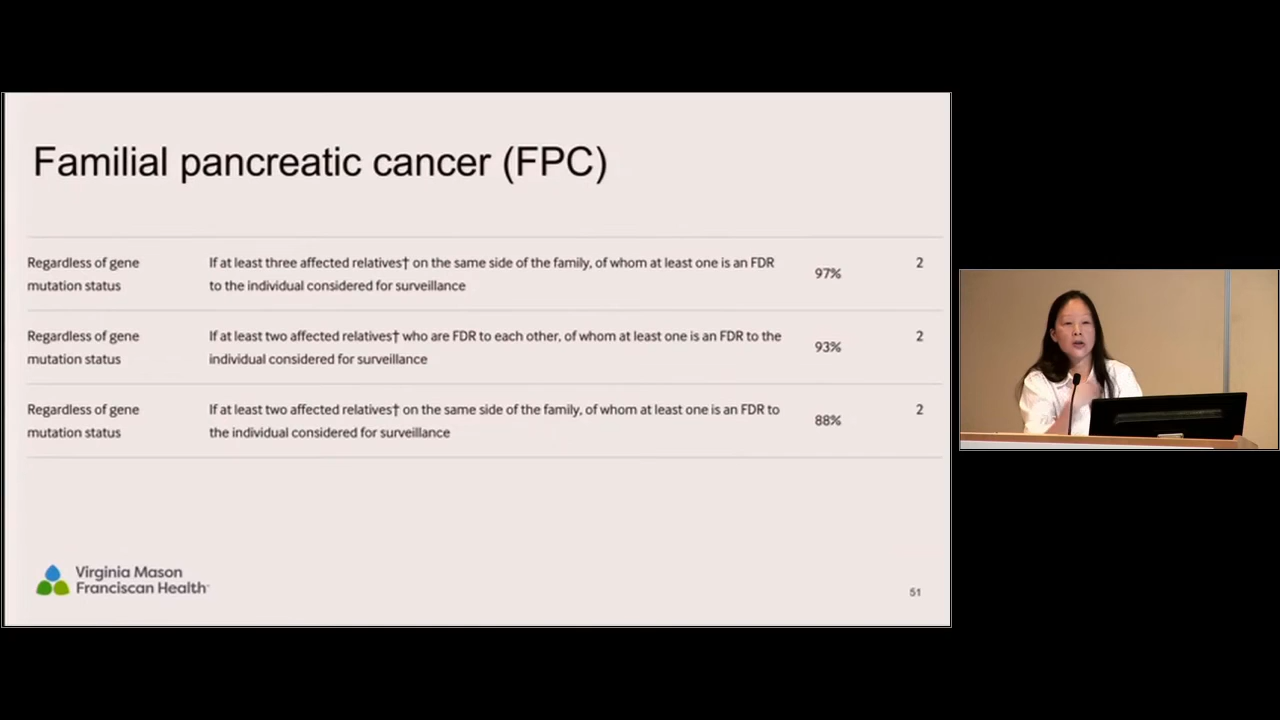 Familial pancreatic cancer (FPC)
Regardless of gene
mutation status
If at least three affected relatives† on the same side of the family, of whom at least one is an FDR
to the individual considered for surveillance
97%
2
Regardless of gene
mutation status
If at least two affected relatives† who are FDR to each other, of whom at least one is an FDR to the
individual considered for surveillance
93%
2
Regardless of gene
mutation status
If at least two affected relatives† on the same side of the family, of whom at least one is an FDR to
the individual considered for surveillance
88%
2
Virginia Mason
Franciscan Health
51